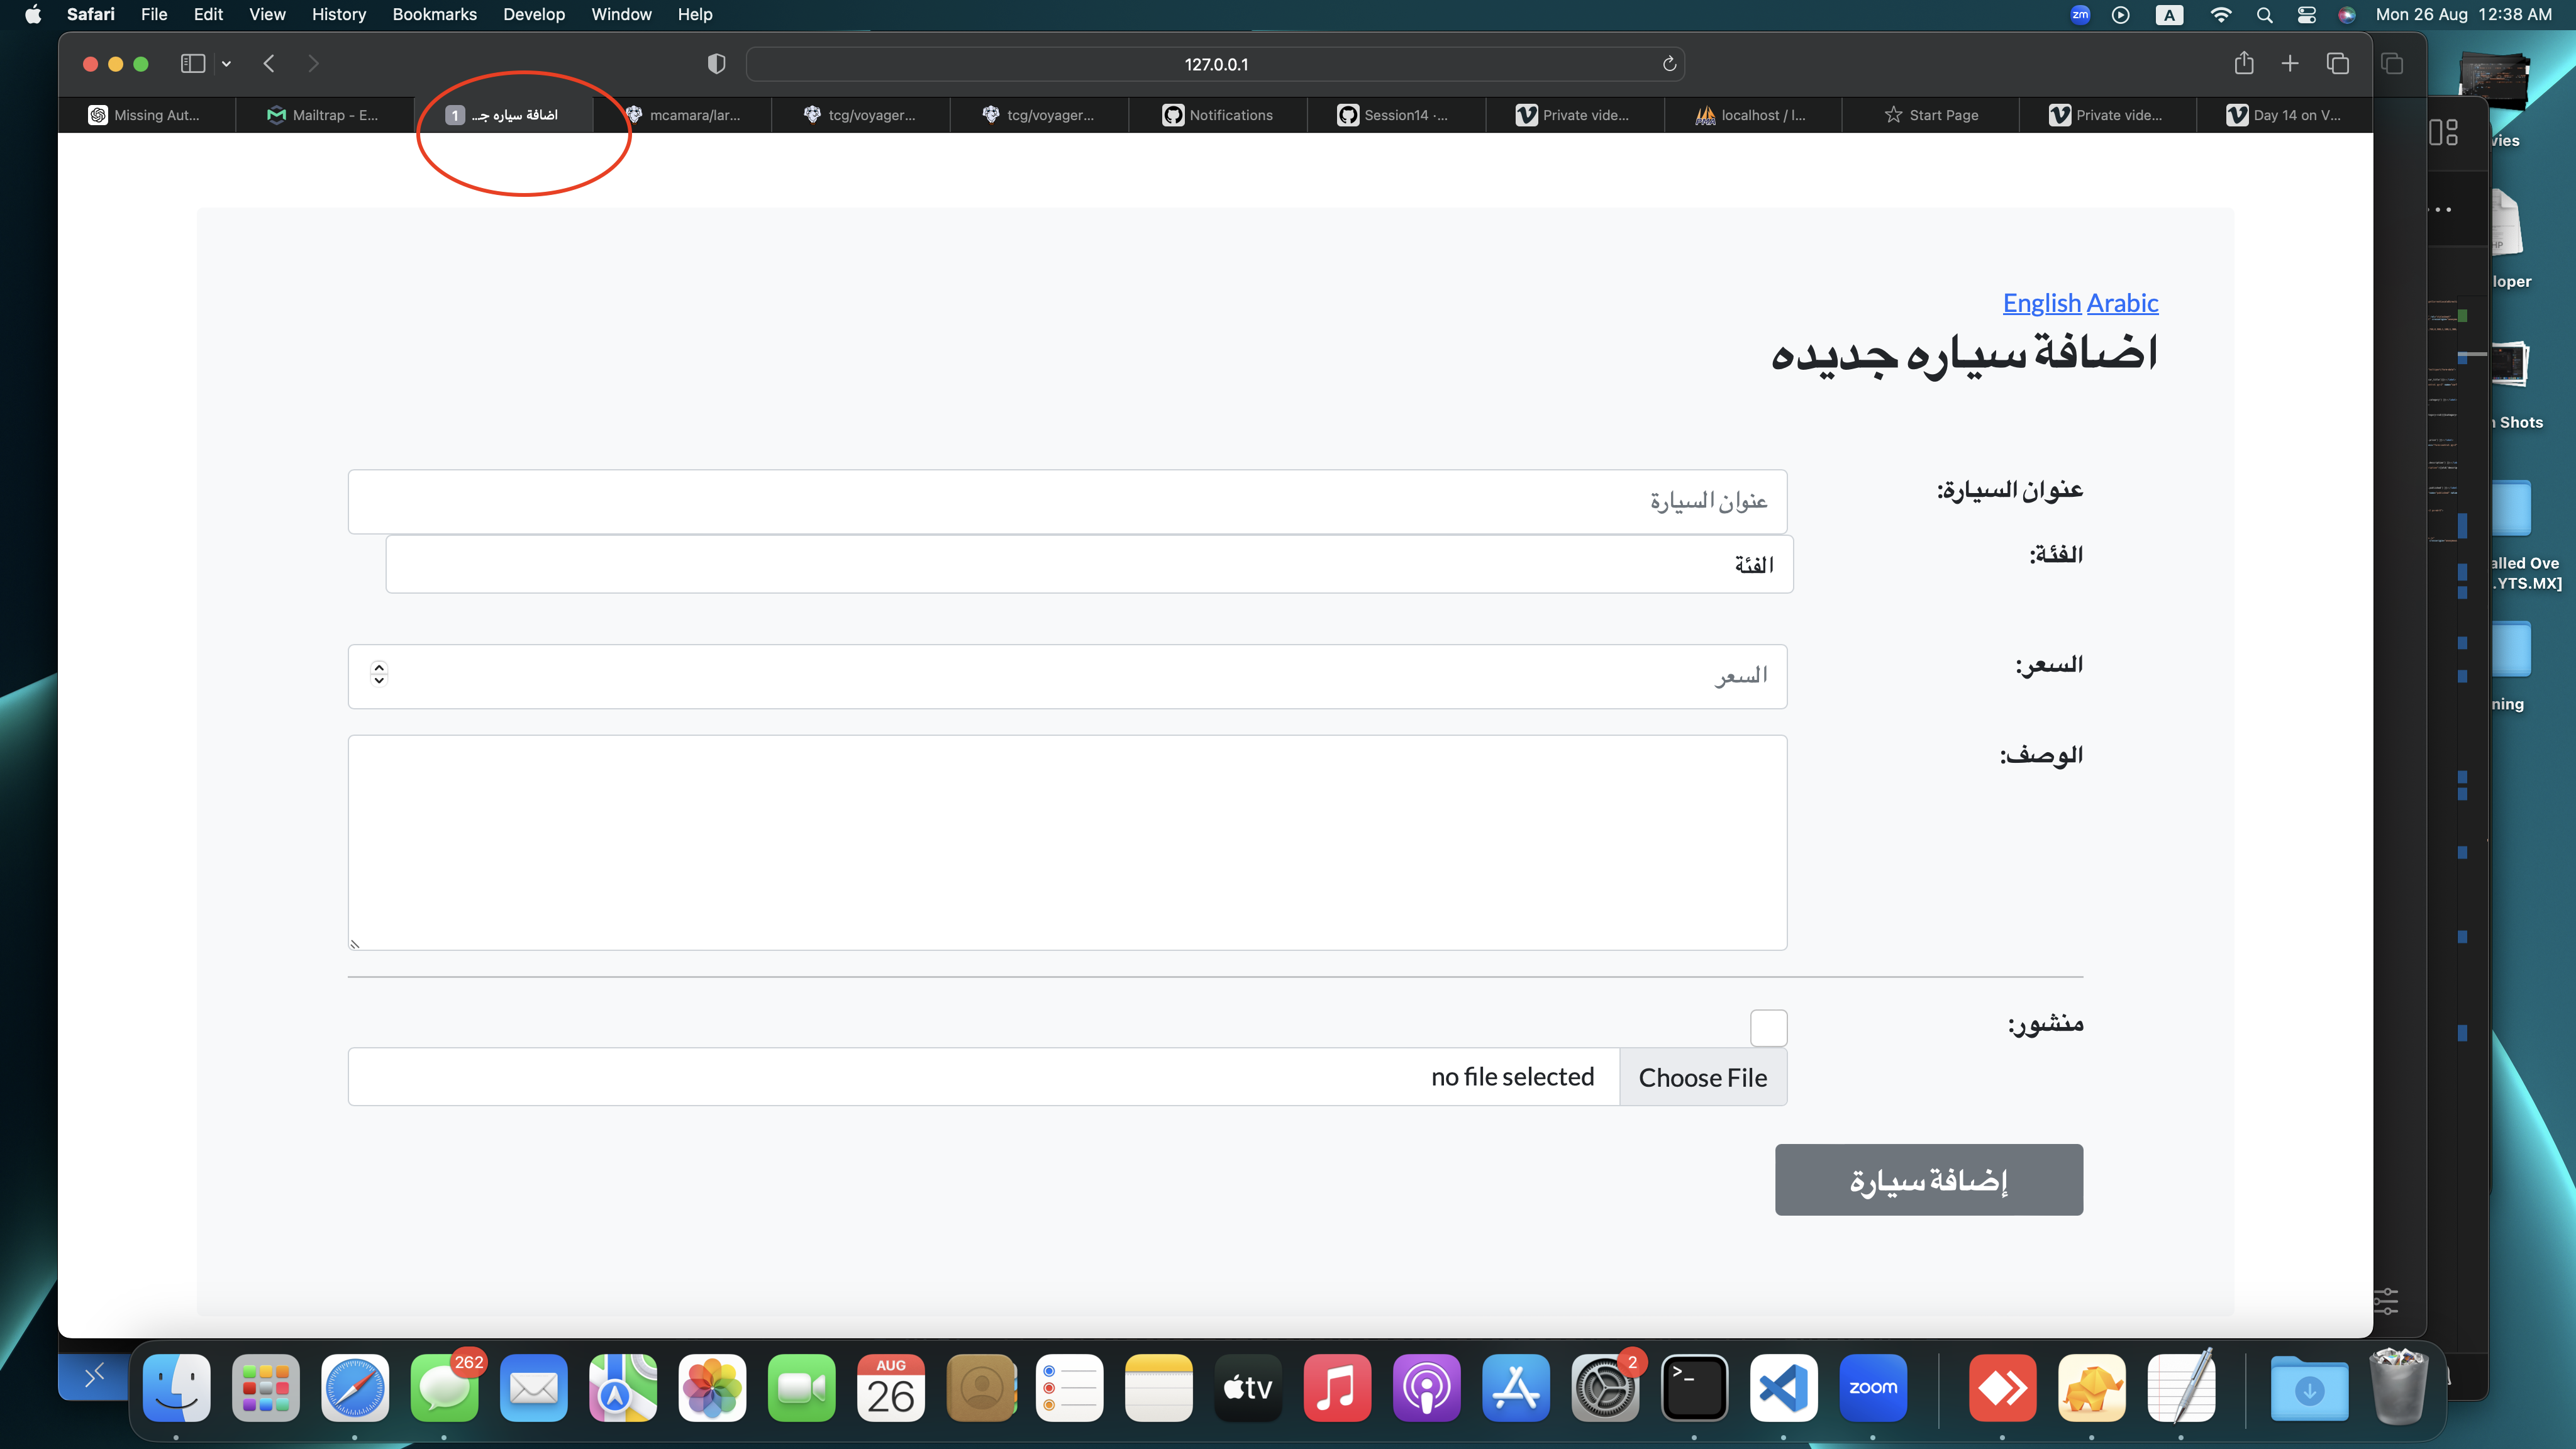 Safari File Edit View History Bookmarks Develop Window Help
zm A Mon 26 Aug 12:38 AM
127.0.0.1
Missing Aut...
Mailtrap – E...
1 اضافة سياره جـ...
mcamara/lar...
tcg/voyager...
tcg/voyager...
Notifications
Session14 ·...
Private vide...
localhost / l...
Start Page
Private vide...
Day 14 on V...
English Arabic
اضافة سياره جديده
عنوان السيارة:
عنوان السيارة
الفئة:
الفئة
السعر:
السعر
الوصف:
منشور:
Choose File no file selected
إضافة سيارة
vies
HP
loper
n Shots
alled Ove
.YTS.MX]
ning
262
AUG
26
tv
2
>_
zoom